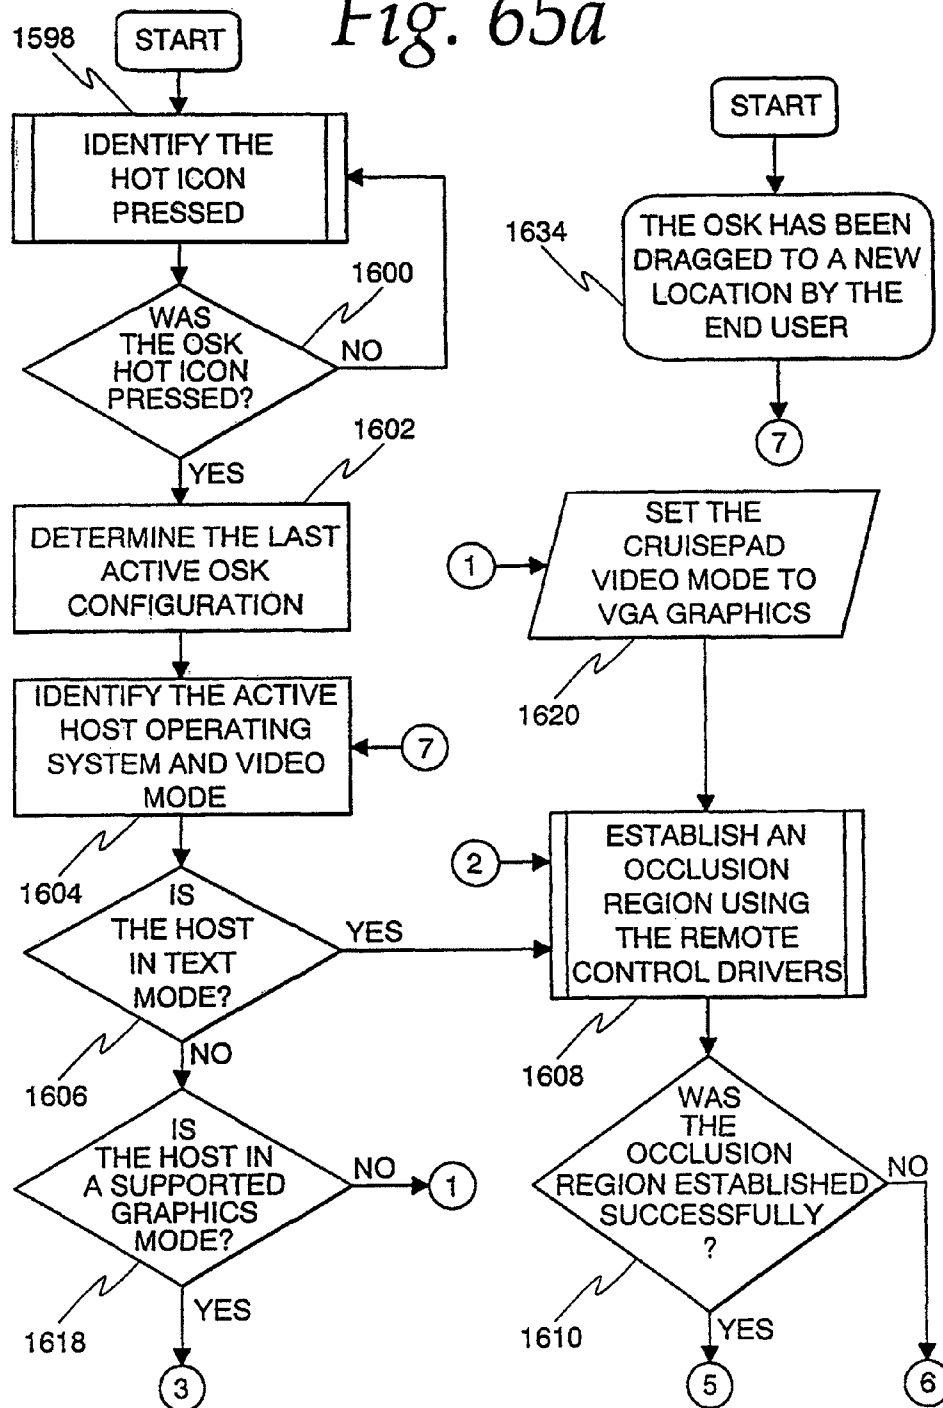 Fig. 65a
1598
START
IDENTIFY THE
HOT ICON
PRESSED
1600
WAS
THE OSK
HOT ICON
PRESSED?
NO
YES
1602
DETERMINE THE LAST
ACTIVE OSK
CONFIGURATION
IDENTIFY THE ACTIVE
HOST OPERATING
SYSTEM AND VIDEO
MODE
7
1604
IS
THE HOST
IN TEXT
MODE?
YES
NO
1606
IS
THE HOST IN
A SUPPORTED
GRAPHICS
MODE?
NO
1
YES
1618
3
START
1634
THE OSK HAS BEEN
DRAGGED TO A NEW
LOCATION BY THE
END USER
7
1
SET THE
CRUISEPAD
VIDEO MODE TO
VGA GRAPHICS
1620
2
ESTABLISH AN
OCCLUSION
REGION USING
THE REMOTE
CONTROL DRIVERS
1608
WAS
THE
OCCLUSION
REGION ESTABLISHED
SUCCESSFULLY
?
NO
1610
YES
5
6